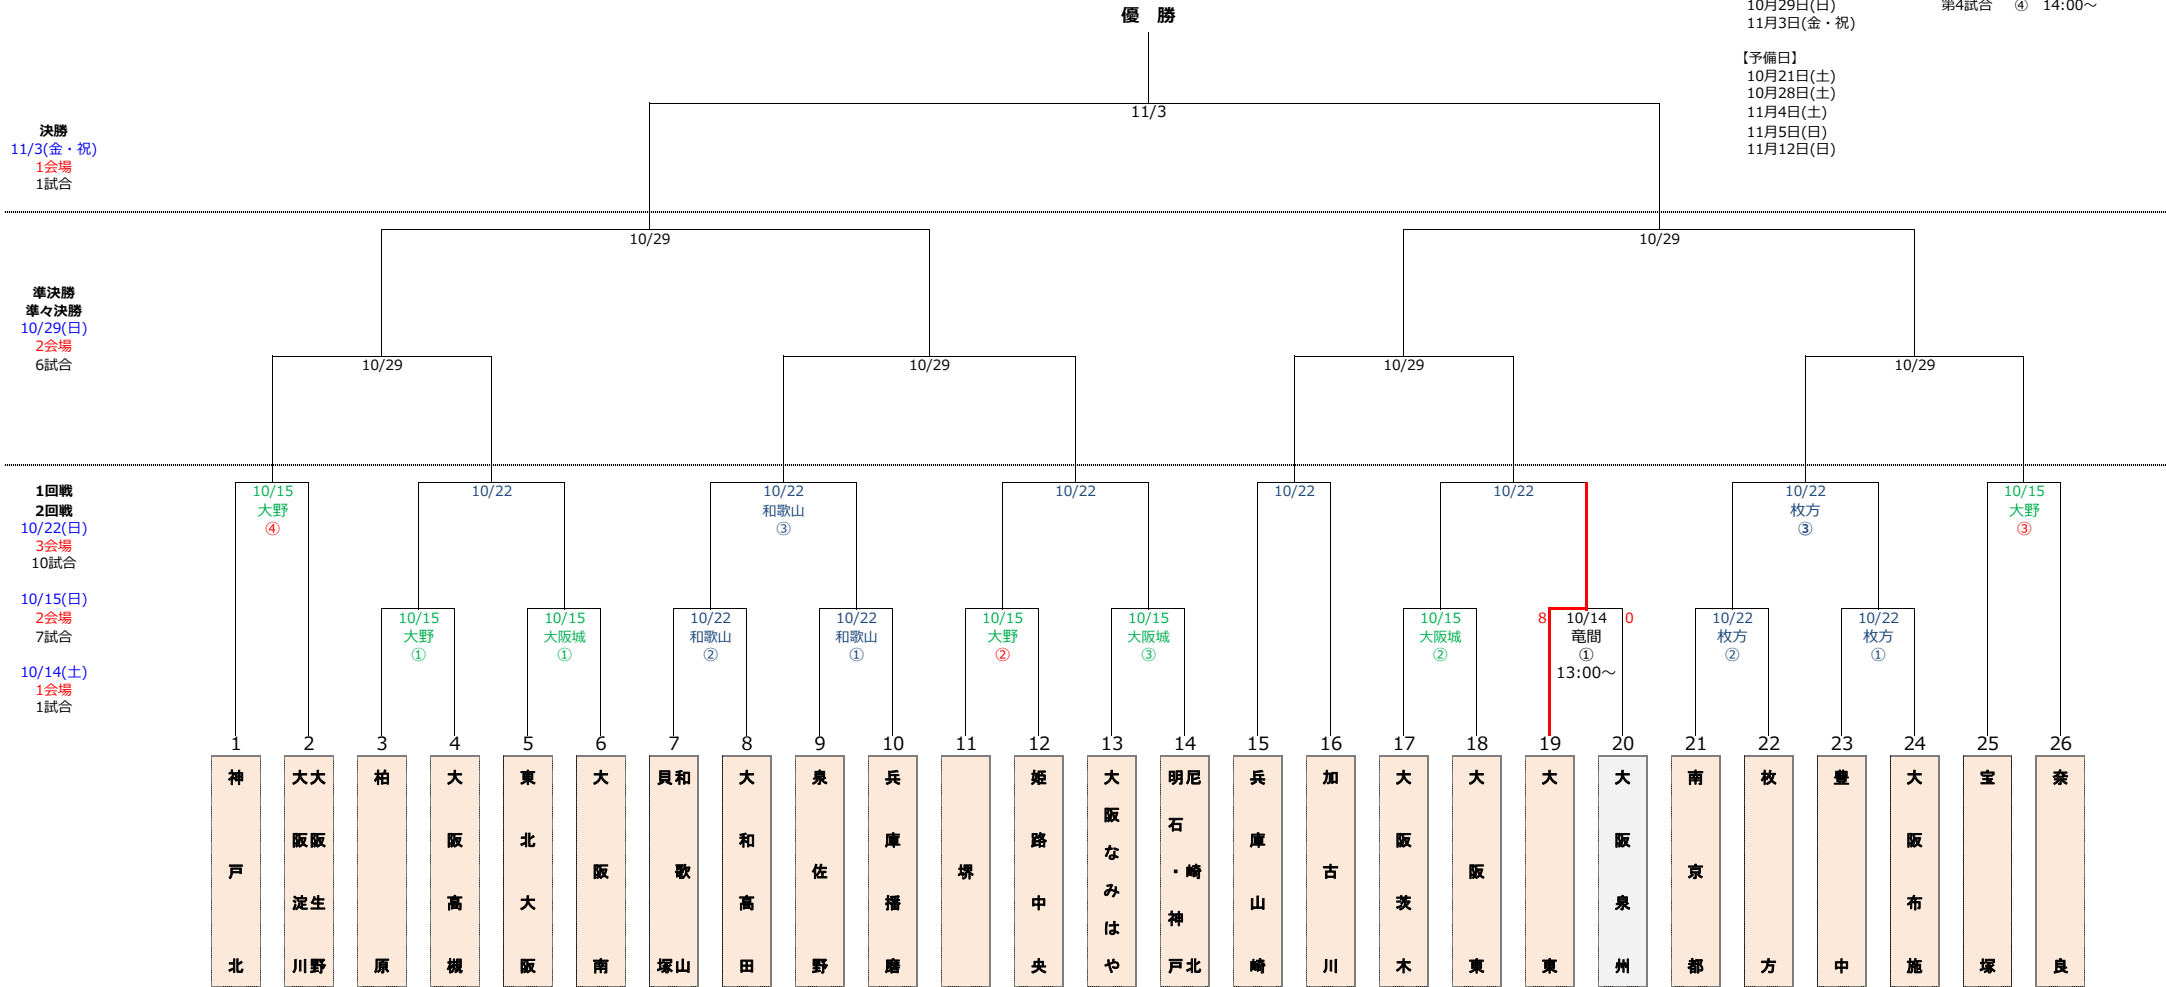 優 勝
10月29日(日)
第4試合 ④ 14:00～
11月3日(金・祝)
【予備日】
10月21日(土)
10月28日(土)
11月4日(土)
11月5日(日)
11月12日(日)
11/3
決勝
11/3(金・祝)
1会場
1試合
10/29
10/29
準決勝
準々決勝
10/29(日)
2会場
6試合
10/29
10/29
10/29
10/29
1回戦
2回戦
10/22(日)
3会場
10試合
10/15(日)
2会場
7試合
10/14(土)
1会場
1試合
10/15
大野
④
10/22
10/22
和歌山
③
10/22
10/22
10/22
10/22
枚方
③
10/15
大野
③
10/15
大野
①
10/15
大阪城
①
10/22
和歌山
②
10/22
和歌山
①
10/15
大野
②
10/15
大阪城
③
10/15
大阪城
②
8
10/14
0
竜間
①
13:00～
10/22
枚方
②
10/22
枚方
①
1 2 3 4 5 6 7 8 9 10 11 12 13 14 15 16 17 18 19 20 21 22 23 24 25 26
神戸北
大阪淀川
大阪生野
柏原
大阪高槻
東北大阪
大阪南
貝塚
和歌山
大和高田
泉佐野
兵庫播磨
堺
姫路中央
大阪なみはや
明石・神戸
尼崎北
兵庫山崎
加古川
大阪茨木
大阪東
大東
大阪泉州
南京都
枚方
豊中
大阪布施
宝塚
奈良